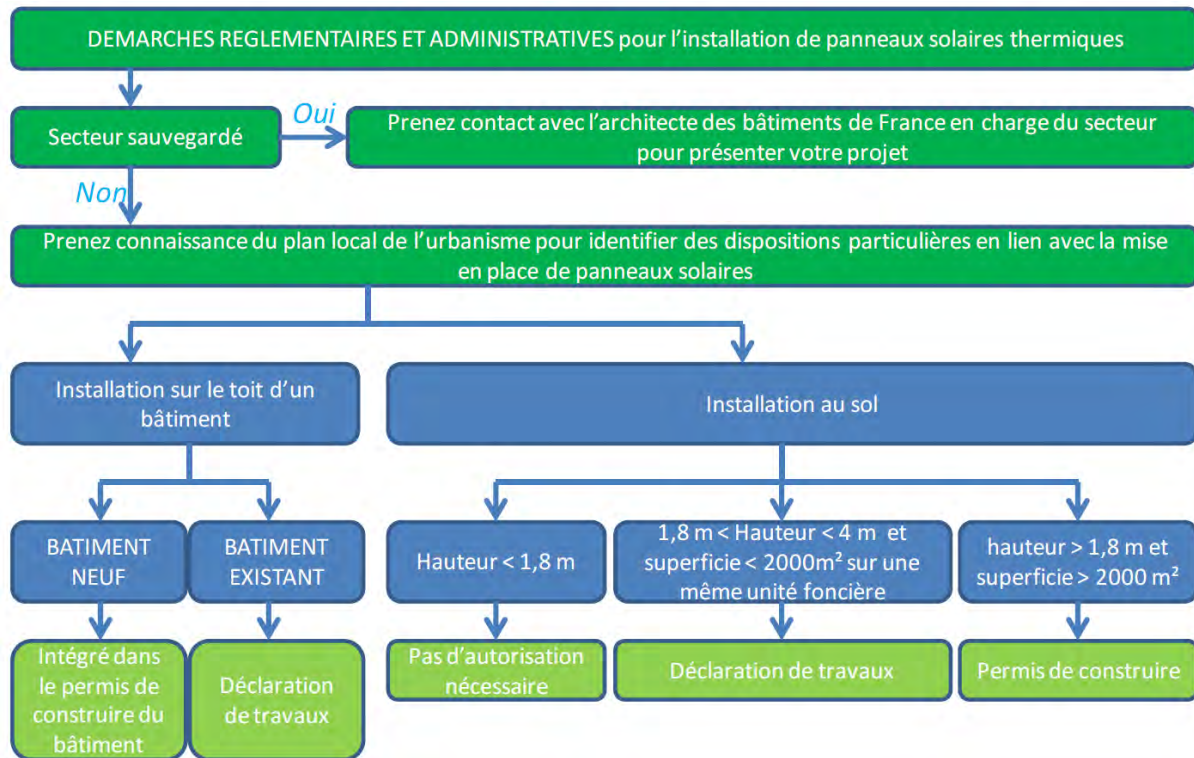 DEMARCHES REGLEMENTAIRES ET ADMINISTRATIVES pour l'installation de panneaux solaires thermiques
Secteur sauvegardé
Oui
Prenez contact avec l'architecte des bâtiments de France en charge du secteur
pour présenter votre projet
Non
Prenez connaissance du plan local de l'urbanisme pour identifier des dispositions particulières en lien avec la mise
en place de panneaux solaires
Installation sur le toit d'un
bâtiment
Installation au sol
BATIMENT
NEUF
BATIMENT
EXISTANT
Hauteur < 1,8 m
1,8 m < Hauteur < 4 m et
superficie < 2000m² sur une
même unité foncière
hauteur > 1,8 m et
superficie > 2000 m²
Intégré dans
le permis de
construire du
bâtiment
Déclaration
de travaux
Pas d'autorisation
nécessaire
Déclaration de travaux
Permis de construire